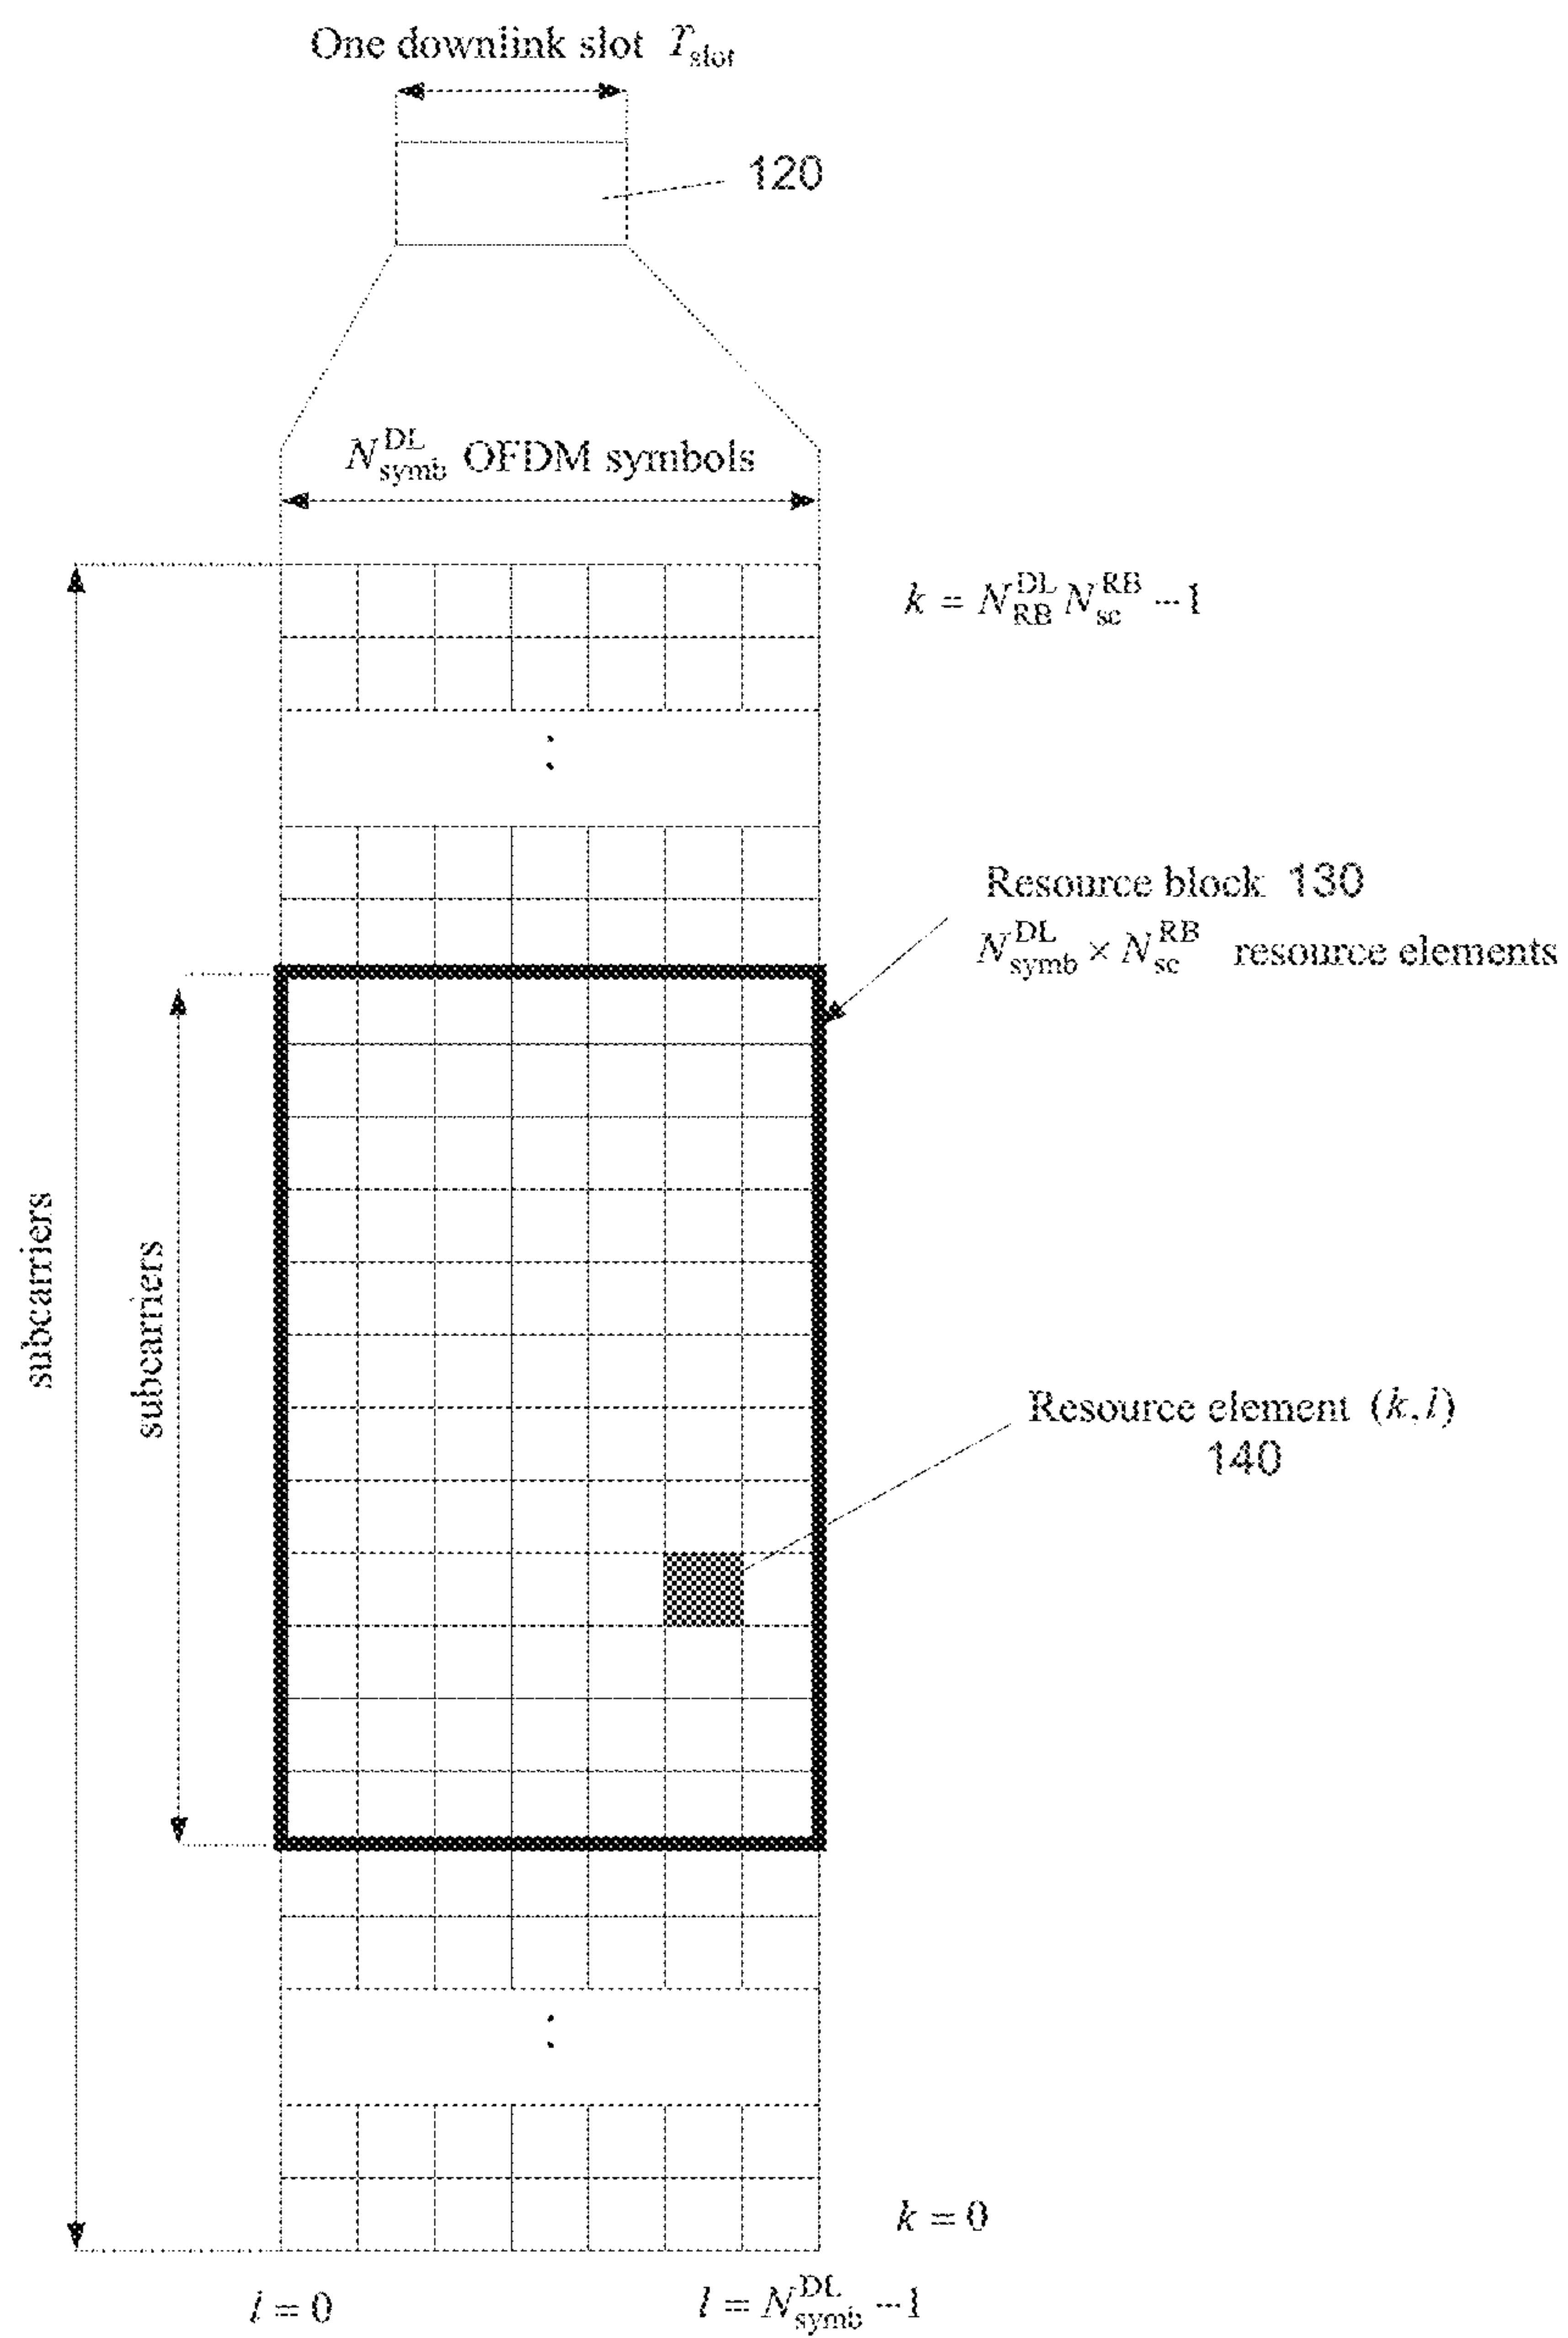 One downlink slot T_slot
120
N_symb^DL OFDM symbols
k = N_RB^DL N_sc^RB − 1
Resource block 130
N_symb^DL × N_sc^RB resource elements
subcarriers
subcarriers
Resource element (k, l)
140
k = 0
l = 0
l = N_symb^DL − 1